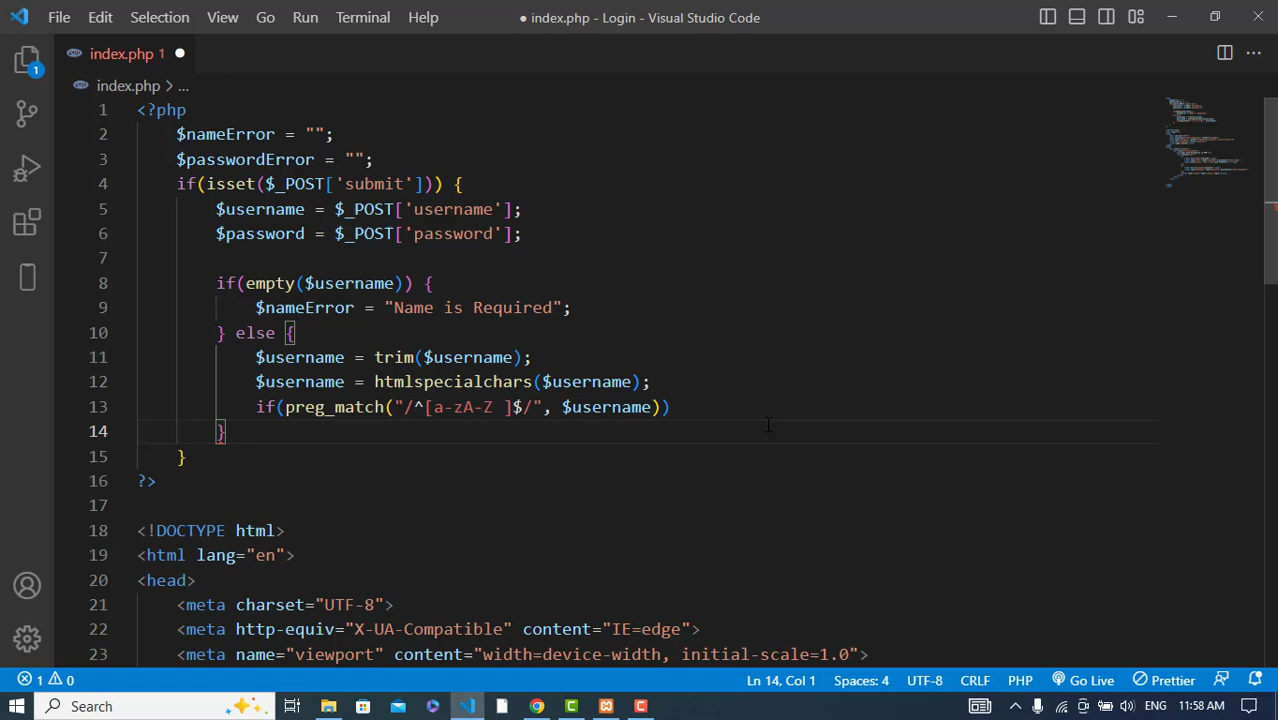 File Edit Selection View Go Run Terminal Help ● index.php - Login - Visual Studio Code
index.php 1 ●
1
index.php > ...
1 <?php
2 $nameError = "";
3 $passwordError = "";
4 if(isset($_POST['submit'])) {
5 $username = $_POST['username'];
6 $password = $_POST['password'];
7
8 if(empty($username)) {
9 $nameError = "Name is Required";
10 } else {
11 $username = trim($username);
12 $username = htmlspecialchars($username);
13 if(preg_match("/^[a-zA-Z ]$/", $username))
14 }
15 }
16 ?>
17
18 <!DOCTYPE html>
19 <html lang="en">
20 <head>
21 <meta charset="UTF-8">
22 <meta http-equiv="X-UA-Compatible" content="IE=edge">
23 <meta name="viewport" content="width=device-width, initial-scale=1.0">
1 0 Ln 14, Col 1 Spaces: 4 UTF-8 CRLF PHP Go Live Prettier
Search ENG 11:58 AM